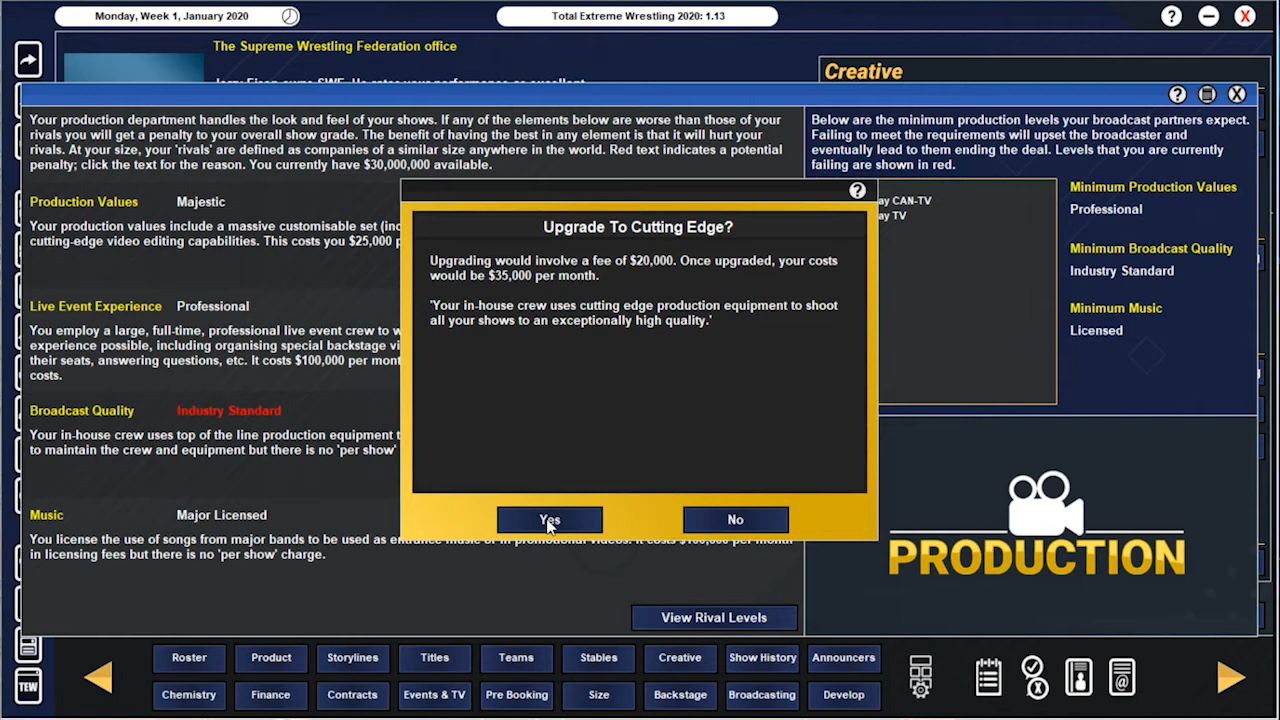 Monday, Week 1, January 2020
Total Extreme Wrestling 2020: 1.13
?
X
The Supreme Wrestling Federation office
Creative
?
X
Your production department handles the look and feel of your shows. If any of the elements below are worse than those of your
rivals you will get a penalty to your overall show grade. The benefit of having the best in any element is that it will hurt your
rivals. At your size, your 'rivals' are defined as companies of a similar size anywhere in the world. Red text indicates a potential
penalty; click the text for the reason. You currently have $30,000,000 available.
Below are the minimum production levels your broadcast partners expect.
Failing to meet the requirements will upset the broadcaster and
eventually lead to them ending the deal. Levels that you are currently
failing are shown in red.
Production Values Majestic
Your production values include a massive customisable set (inc
cutting-edge video editing capabilities. This costs you $25,000 p
Live Event Experience Professional
You employ a large, full-time, professional live event crew to w
experience possible, including organising special backstage vi
their seats, answering questions, etc. It costs $100,000 per mont
costs.
Broadcast Quality Industry Standard
Your in-house crew uses top of the line production equipment t
to maintain the crew and equipment but there is no 'per show'
Music Major Licensed
You license the use of songs from major bands to be used as entrance music or in promotional videos. It costs $100,000 per month
in licensing fees but there is no 'per show' charge.
View Rival Levels
?
Upgrade To Cutting Edge?
Upgrading would involve a fee of $20,000. Once upgraded, your costs
would be $35,000 per month.
'Your in-house crew uses cutting edge production equipment to shoot
all your shows to an exceptionally high quality.'
Yes
No
ay CAN-TV
ay TV
Minimum Production Values
Professional
Minimum Broadcast Quality
Industry Standard
Minimum Music
Licensed
PRODUCTION
TEW
Roster
Product
Storylines
Titles
Teams
Stables
Creative
Show History
Announcers
Chemistry
Finance
Contracts
Events & TV
Pre Booking
Size
Backstage
Broadcasting
Develop